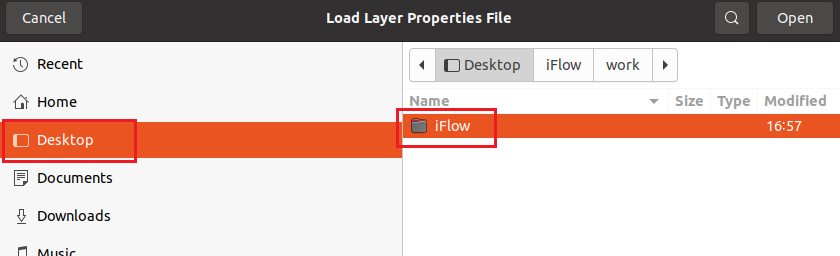 Cancel Load Layer Properties File Open
Recent
Home
Desktop
Documents
Downloads
Music
Desktop iFlow work
Name Size Type Modified
iFlow 16:57